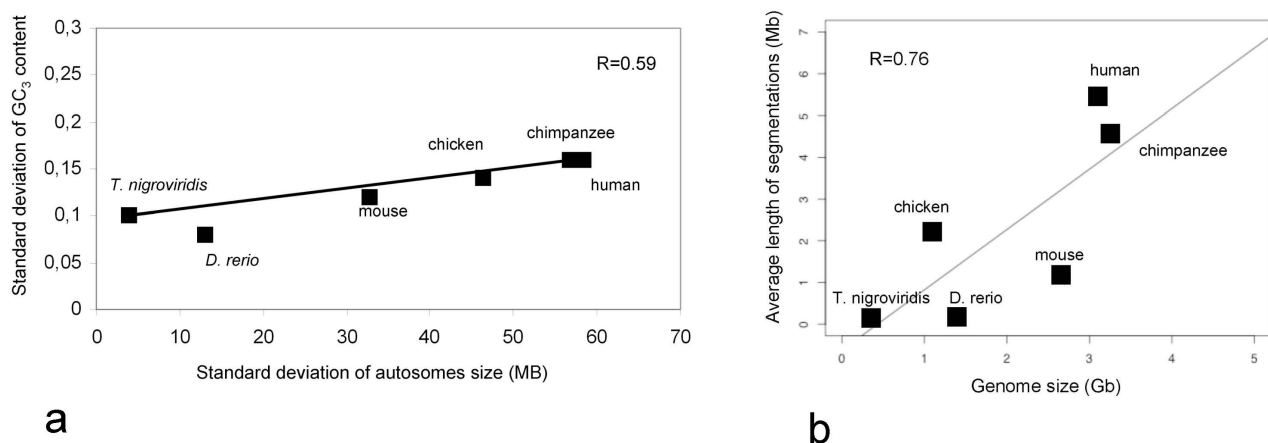 0,3
0,25
0,2
0,15
0,1
0,05
0
Standard deviation of GC3 content
R=0.59
T. nigroviridis
D. rerio
mouse
chicken
chimpanzee
human
0 10 20 30 40 50 60 70
Standard deviation of autosomes size (MB)
a
7
6
5
4
3
2
1
0
Average length of segmentations (Mb)
R=0.76
human
chimpanzee
chicken
mouse
T. nigroviridis
D. rerio
0 1 2 3 4 5
Genome size (Gb)
b